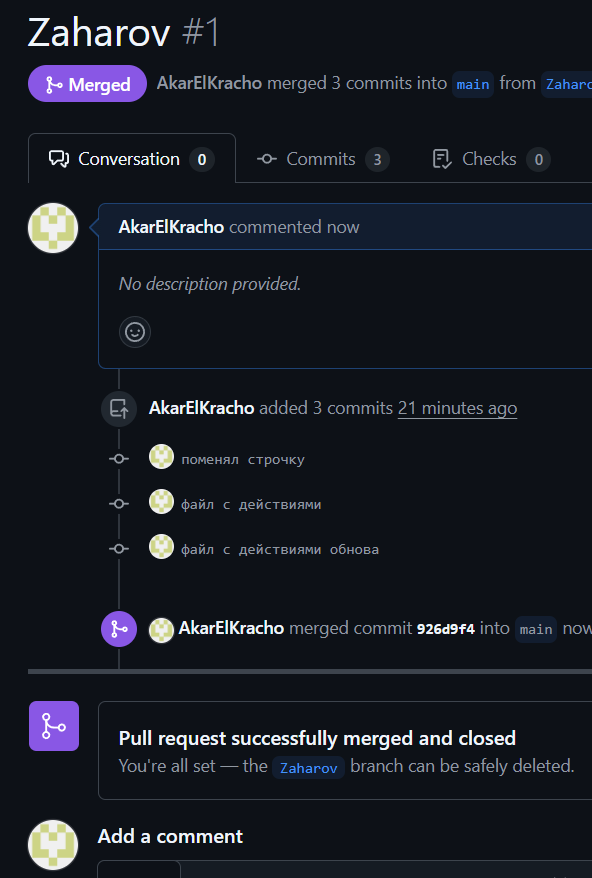 Zaharov #1
Merged AkarElKracho merged 3 commits into main from Zaharo
Conversation 0 Commits 3 Checks 0
AkarElKracho commented now
No description provided.
AkarElKracho added 3 commits 21 minutes ago
поменял строчку
файл с действиями
файл с действиями обнова
AkarElKracho merged commit 926d9f4 into main now
Pull request successfully merged and closed
You're all set — the Zaharov branch can be safely deleted.
Add a comment